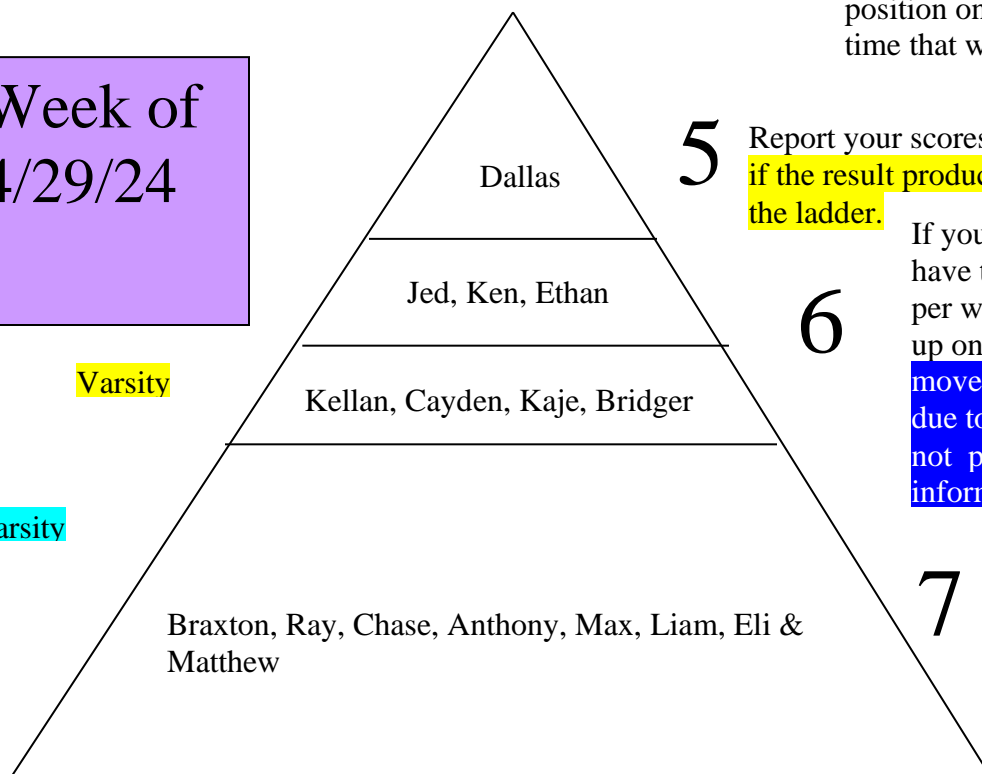 position on
time that w
Week of
4/29/24
5
Report your scores
if the result produc
the ladder.
Dallas
If you
have t
per w
up on
move
due to
not p
inform
6
Jed, Ken, Ethan
Varsity
Kellan, Cayden, Kaje, Bridger
arsity
7
Braxton, Ray, Chase, Anthony, Max, Liam, Eli &
Matthew